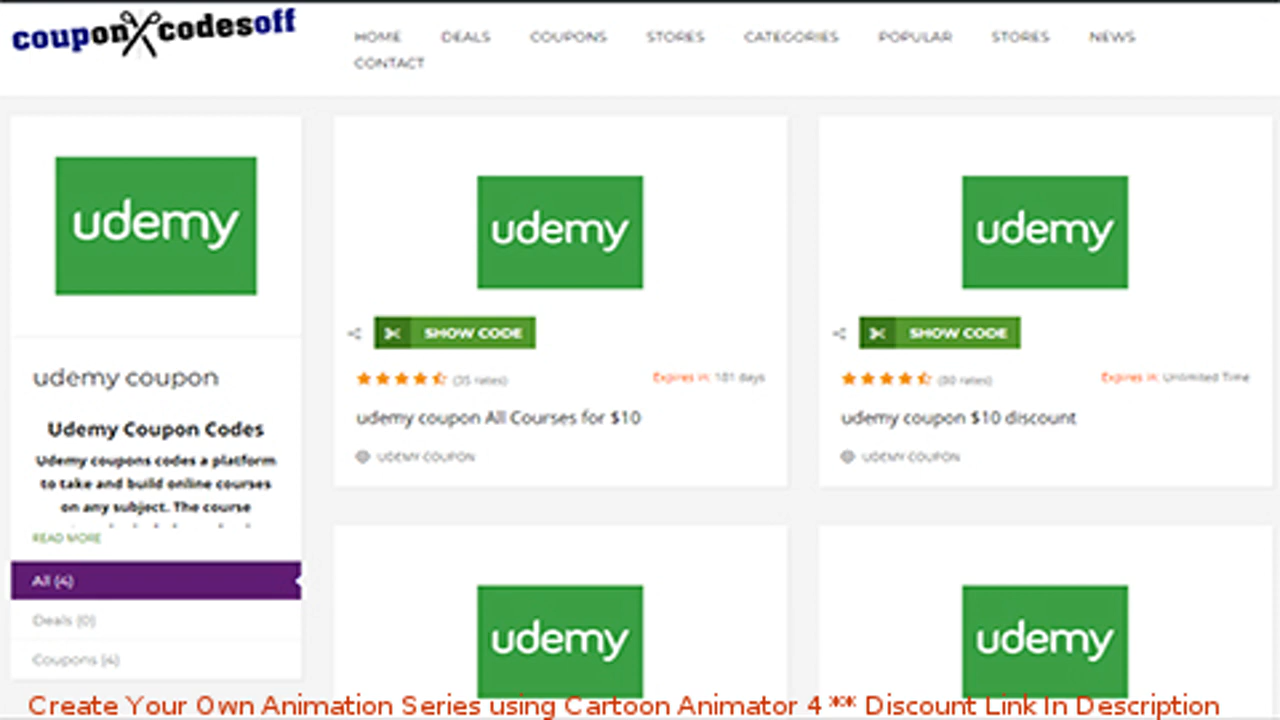 couponXcodesoff
HOME DEALS COUPONS STORES CATEGORIES POPULAR STORES NEWS
CONTACT
udemy
udemy coupon
Udemy Coupon Codes
Udemy coupons codes a platform
to take and build online courses
on any subject. The course
READ MORE
All (4)
Deals (0)
Coupons (4)
udemy
SHOW CODE
(35 rates) Expires in: 181 days
udemy coupon All Courses for $10
UDEMY COUPON
udemy
SHOW CODE
(80 rates) Expires in: Unlimited Time
udemy coupon $10 discount
UDEMY COUPON
udemy
udemy
Create Your Own Animation Series using Cartoon Animator 4 ** Discount Link In Description